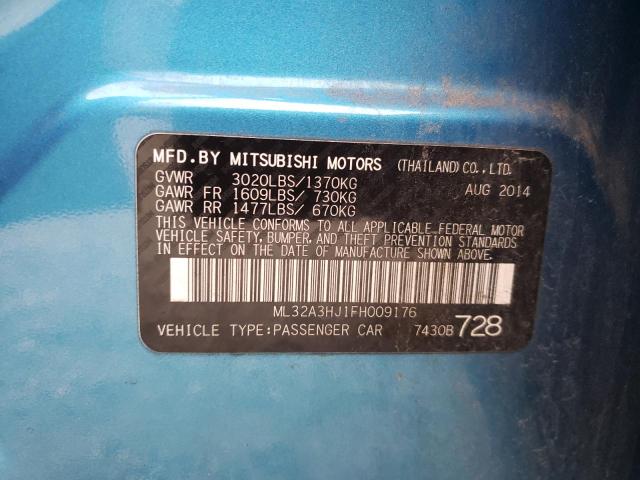 MFD.BY MITSUBISHI MOTORS (THAILAND)CO.,LTD.
GVWR 3020LBS/1370KG AUG 2014
GAWR FR 1609LBS/ 730KG
GAWR RR 1477LBS/ 670KG
THIS VEHICLE CONFORMS TO ALL APPLICABLE FEDERAL MOTOR
VEHICLE SAFETY, BUMPER, AND THEFT PREVENTION STANDARDS
IN EFFECT ON THE DATE OF MANUFACTURE SHOWN ABOVE.
ML32A3HJ1FH009176
VEHICLE TYPE:PASSENGER CAR 7430B 728